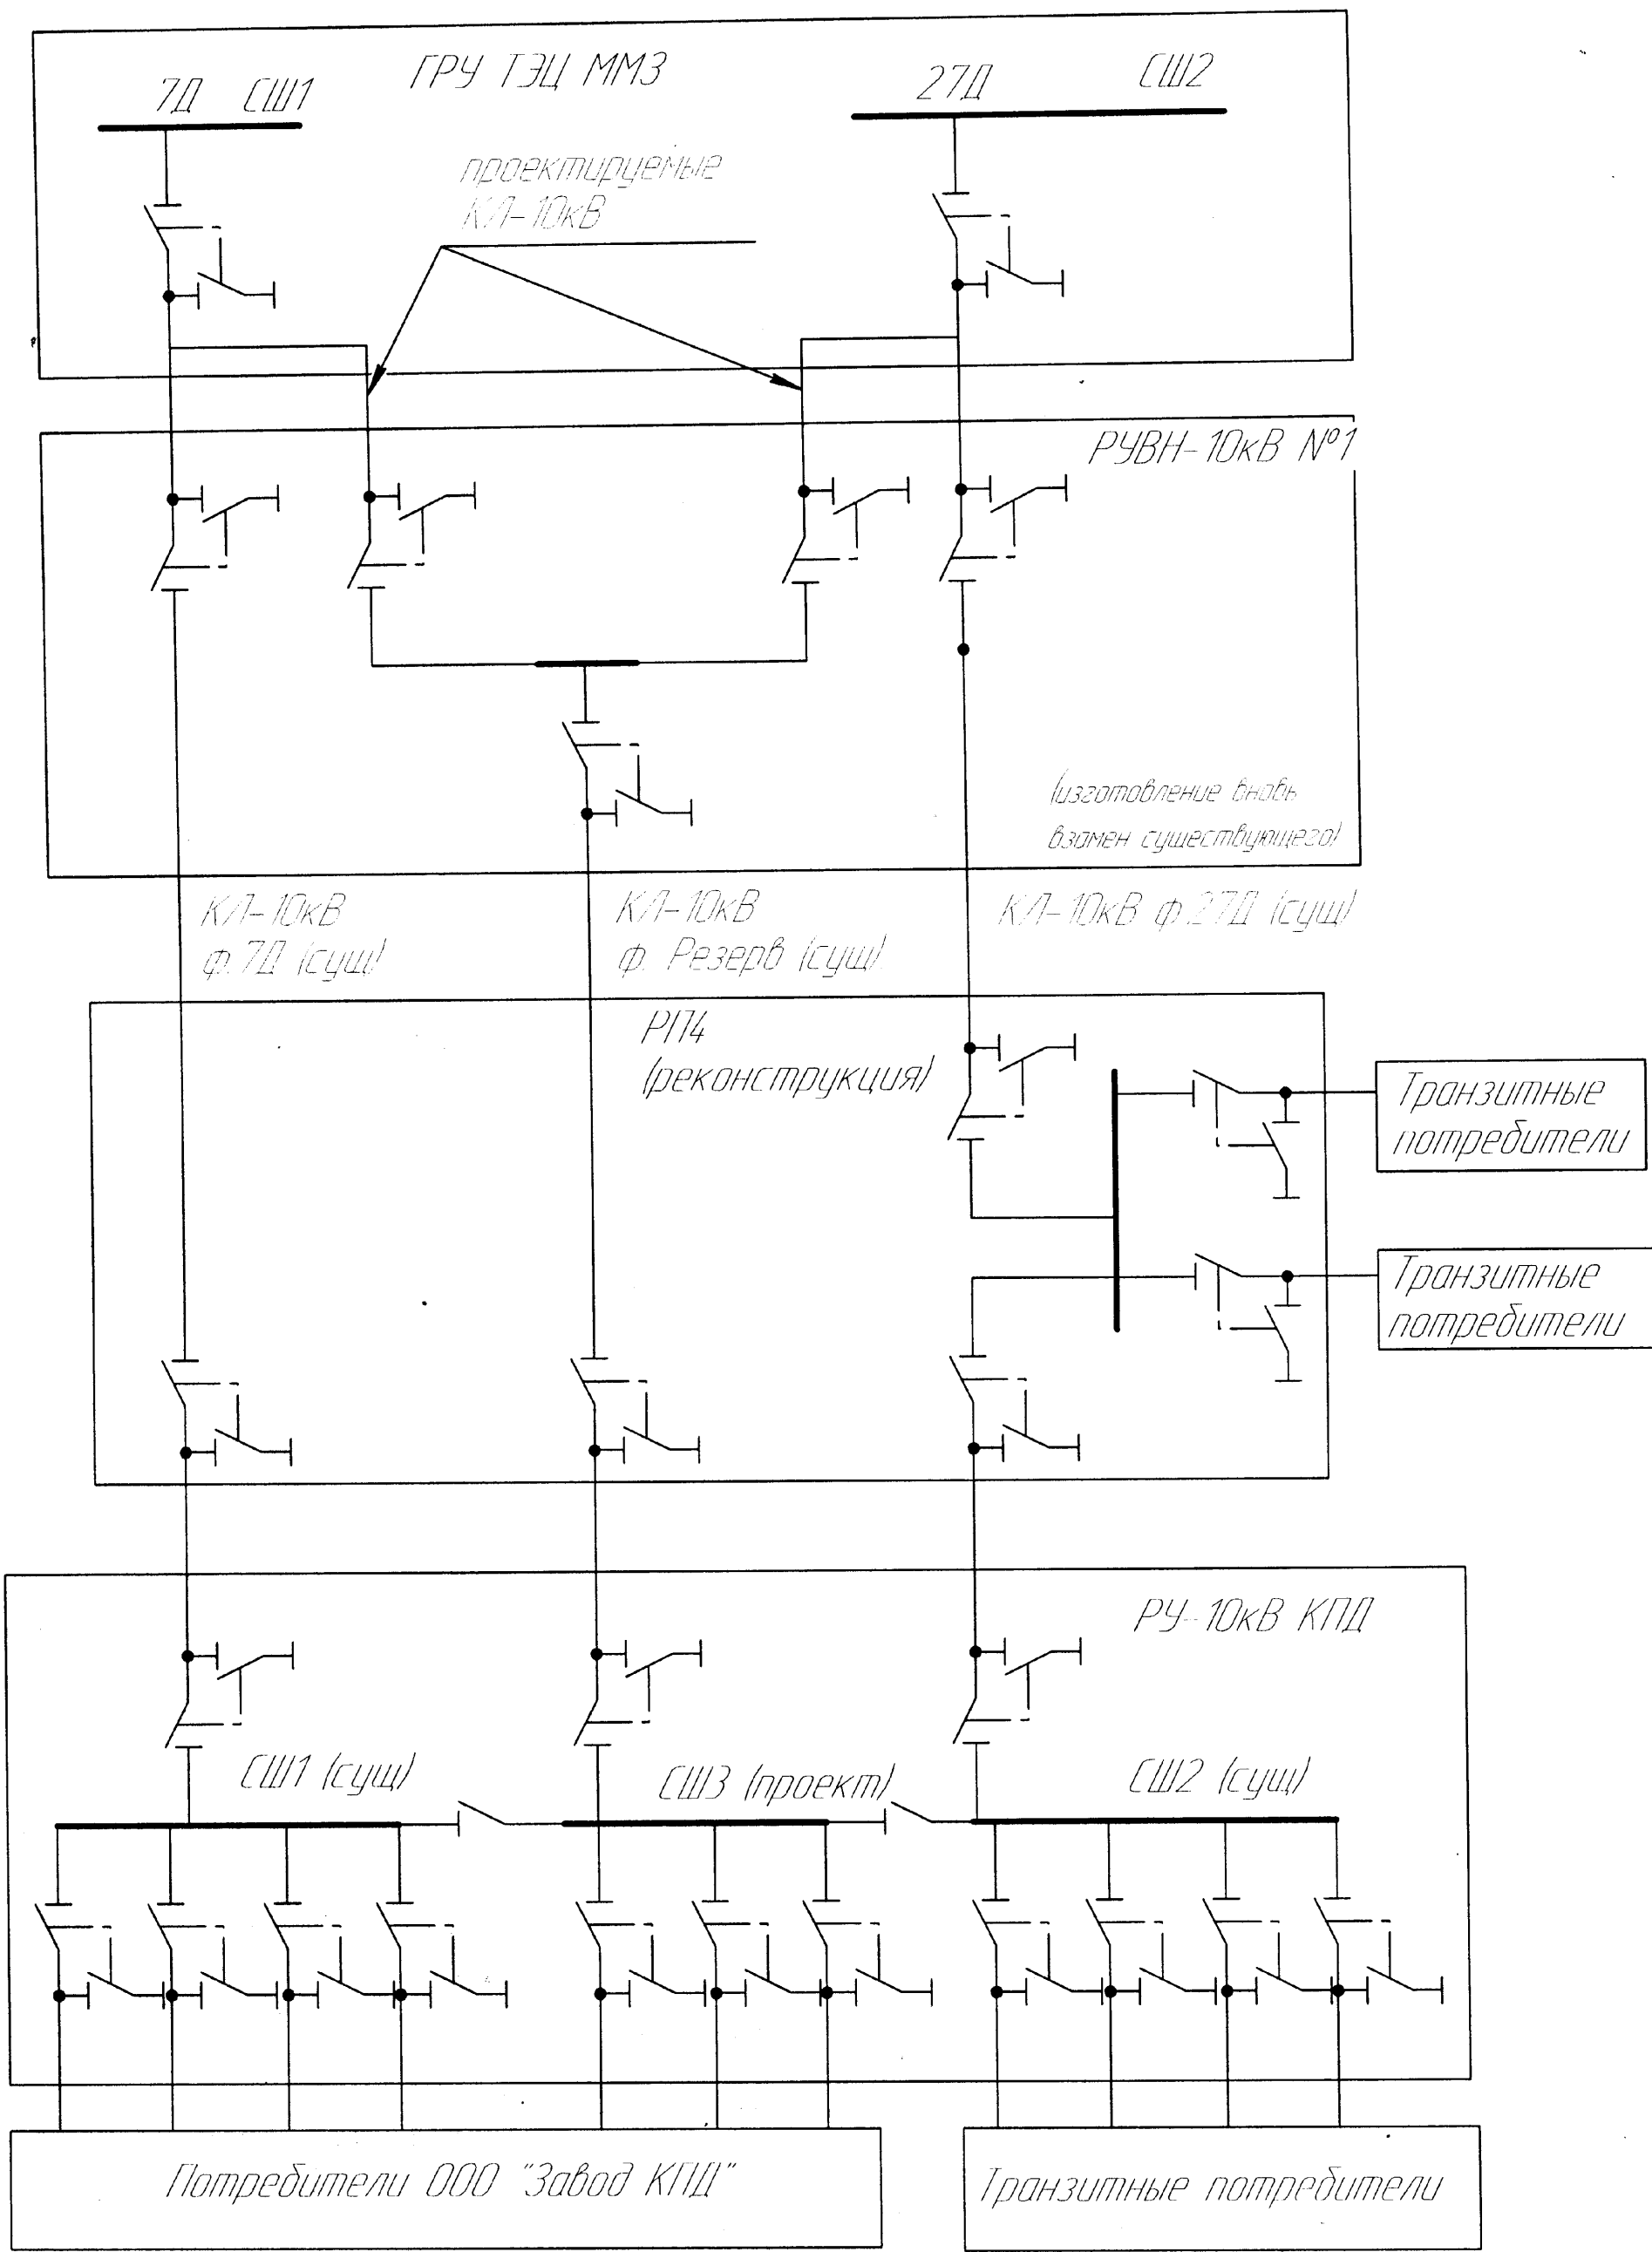 ГРУ ТЭЦ ММЗ
7Д СШ1
27Д
СШ2
проектируемые
КЛ-10кВ
РУВН-10кВ №1
(изготовление вновь
взамен существующего)
КЛ-10кВ
ф.7Д (сущ)
КЛ-10кВ
ф. Резерв (сущ)
КЛ-10кВ ф.27Д (сущ)
РП4
(реконструкция)
Транзитные
потребители
Транзитные
потребители
РУ-10кВ КПД
СШ1 (сущ)
СШ3 (проект)
СШ2 (сущ)
Потребители ООО "Завод КПД"
Транзитные потребители